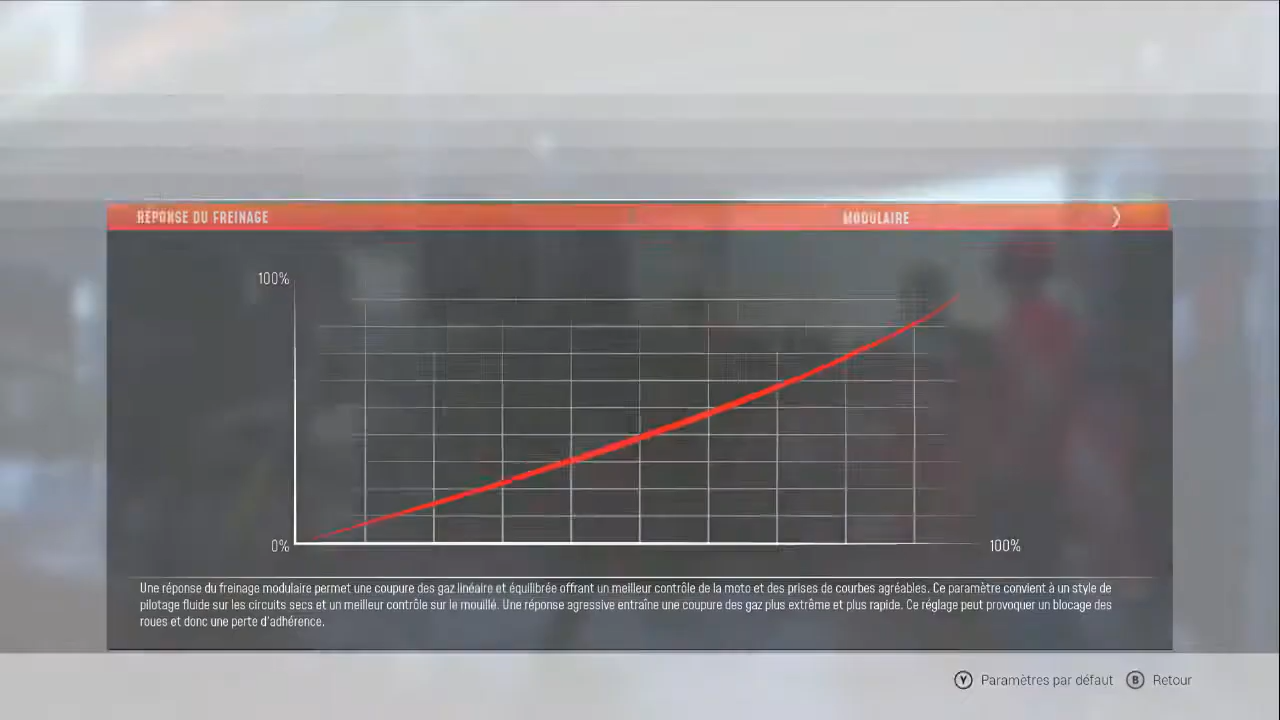 RÉPONSE DU FREINAGE
MODULAIRE
100%
0%
100%
Une réponse du freinage modulaire permet une coupure des gaz linéaire et équilibrée offrant un meilleur contrôle de la moto et des prises de courbes agréables. Ce paramètre convient à un style de
pilotage fluide sur les circuits secs et un meilleur contrôle sur le mouillé. Une réponse agressive entraîne une coupure des gaz plus extrême et plus rapide. Ce réglage peut provoquer un blocage des
roues et donc une perte d'adhérence.
Y Paramètres par défaut B Retour